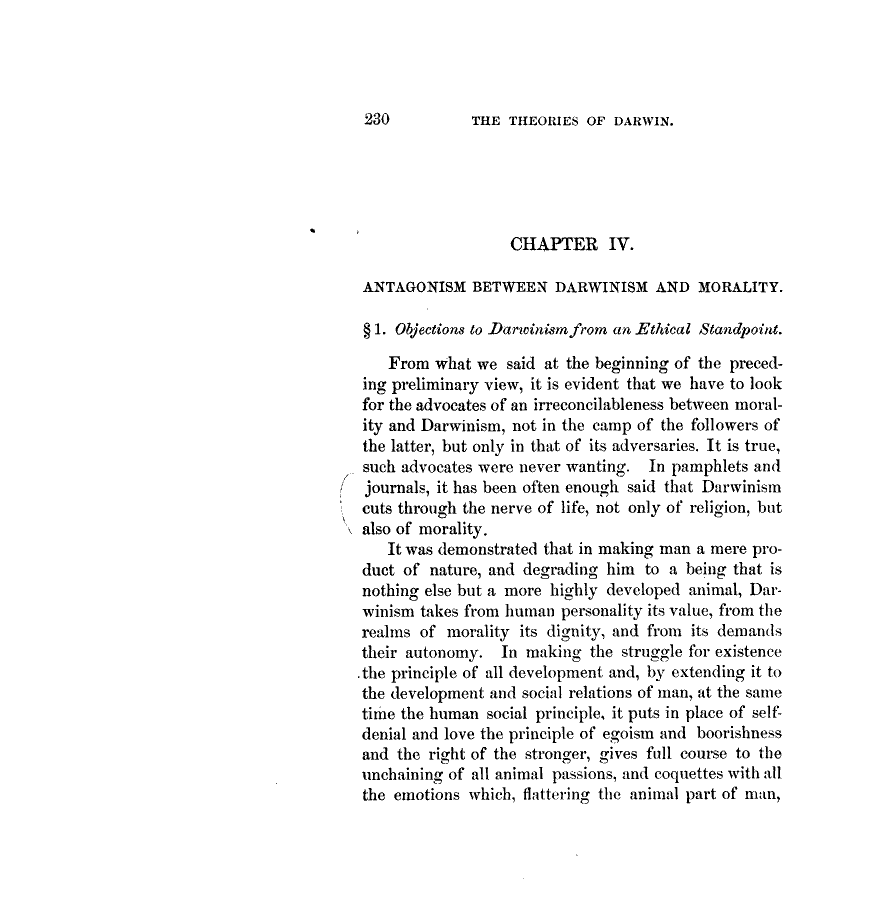 230 THE THEORIES OF DARWIN.
CHAPTER IV.
ANTAGONISM BETWEEN DARWINISM AND MORALITY.
§ 1. Objections to Darwinism from an Ethical Standpoint.
From what we said at the beginning of the preced-
ing preliminary view, it is evident that we have to look
for the advocates of an irreconcilableness between moral-
ity and Darwinism, not in the camp of the followers of
the latter, but only in that of its adversaries. It is true,
such advocates were never wanting. In pamphlets and
journals, it has been often enough said that Darwinism
cuts through the nerve of life, not only of religion, but
also of morality.
It was demonstrated that in making man a mere pro-
duct of nature, and degrading him to a being that is
nothing else but a more highly developed animal, Dar-
winism takes from human personality its value, from the
realms of morality its dignity, and from its demands
their autonomy. In making the struggle for existence
the principle of all development and, by extending it to
the development and social relations of man, at the same
time the human social principle, it puts in place of self-
denial and love the principle of egoism and boorishness
and the right of the stronger, gives full course to the
unchaining of all animal passions, and coquettes with all
the emotions which, flattering the animal part of man,